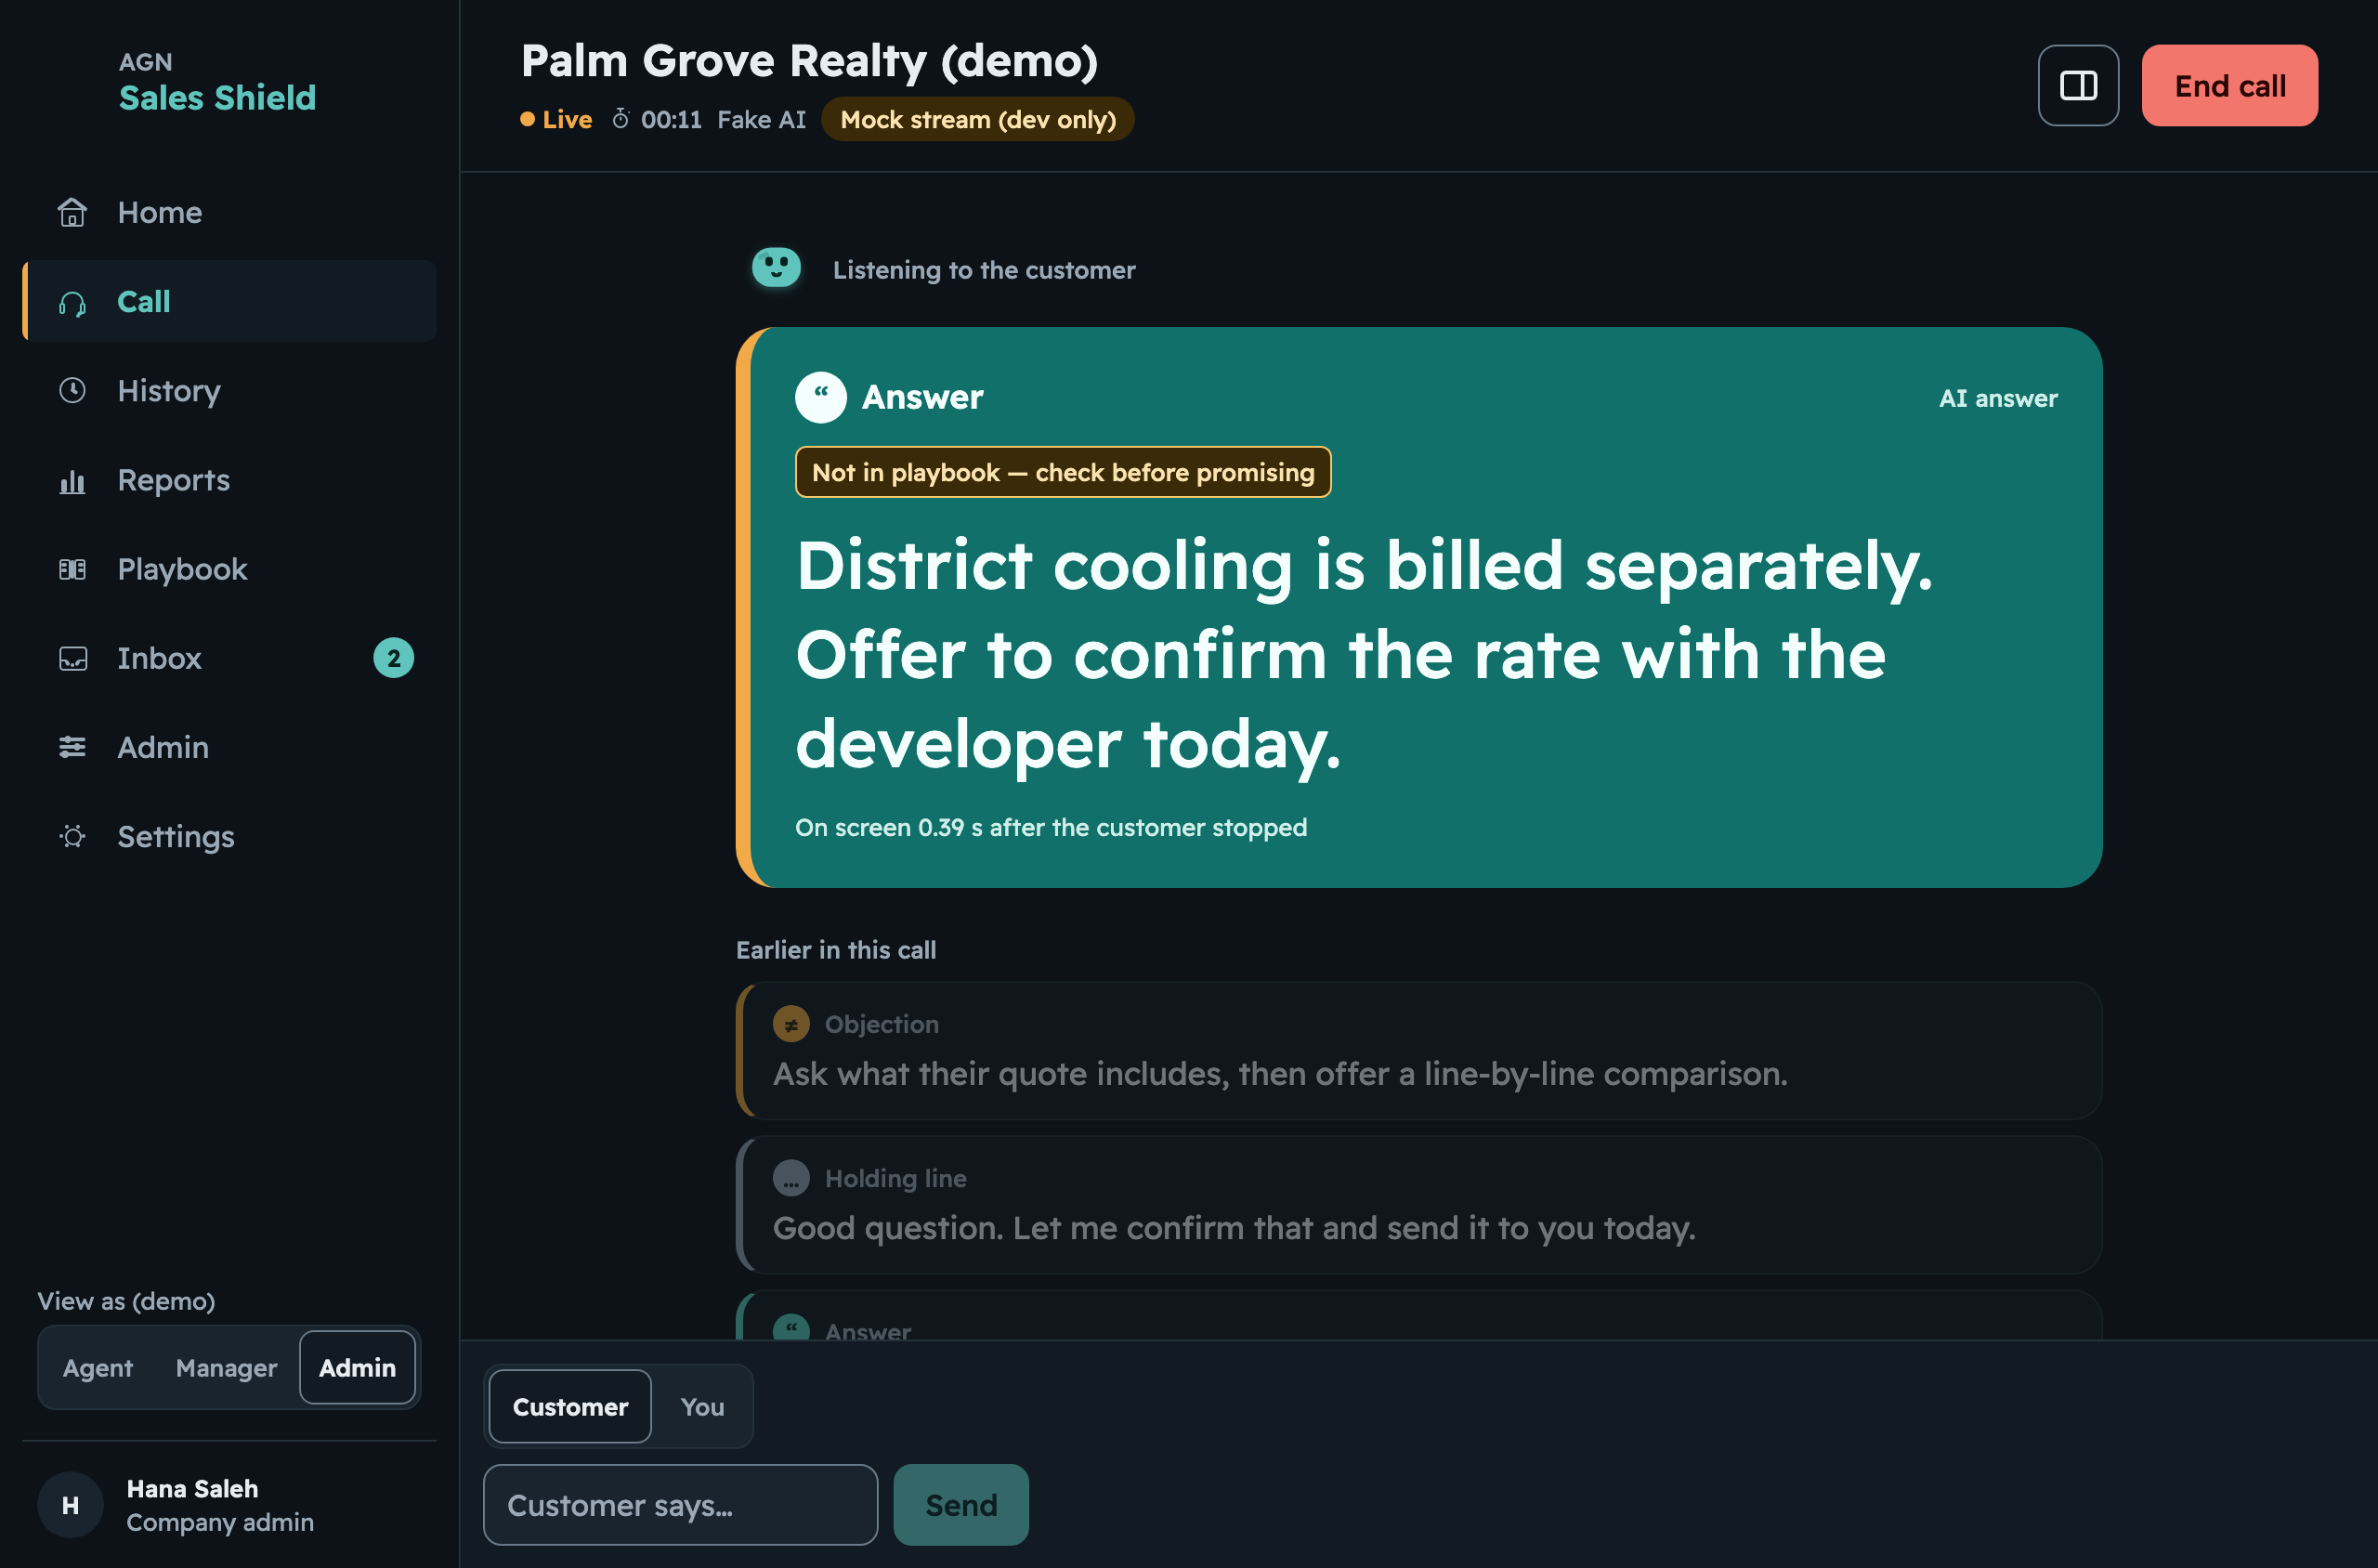 AGN
Sales Shield
Home
Call
History
Reports
Playbook
Inbox 2
Admin
Settings
View as (demo)
Agent Manager Admin
H
Hana Saleh
Company admin
Palm Grove Realty (demo)
Live 00:11 Fake AI Mock stream (dev only)
End call
Listening to the customer
“ Answer AI answer
Not in playbook — check before promising
District cooling is billed separately.
Offer to confirm the rate with the
developer today.
On screen 0.39 s after the customer stopped
Earlier in this call
≠ Objection
Ask what their quote includes, then offer a line-by-line comparison.
… Holding line
Good question. Let me confirm that and send it to you today.
“ Answer
Customer You
Customer says…
Send